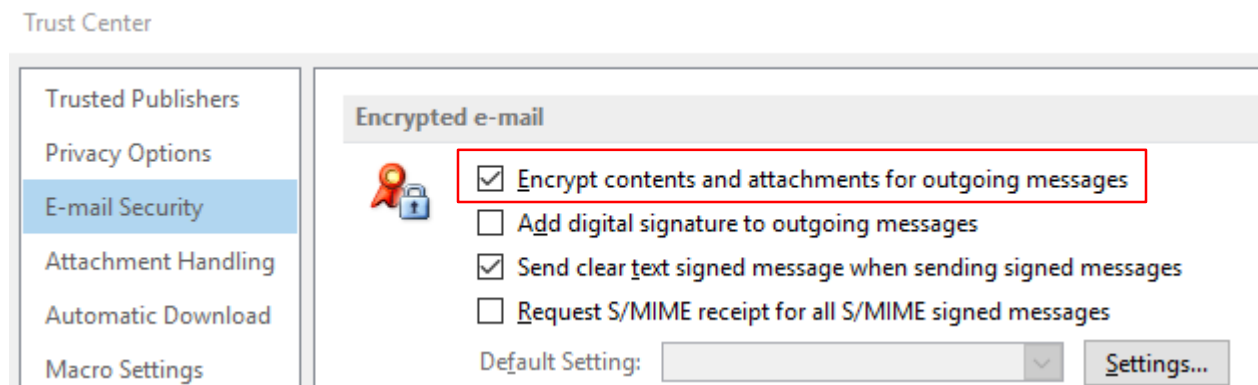 Trust Center
Trusted Publishers
Privacy Options
E-mail Security
Attachment Handling
Automatic Download
Macro Settings
Encrypted e-mail
Encrypt contents and attachments for outgoing messages
Add digital signature to outgoing messages
Send clear text signed message when sending signed messages
Request S/MIME receipt for all S/MIME signed messages
Default Setting:
Settings...